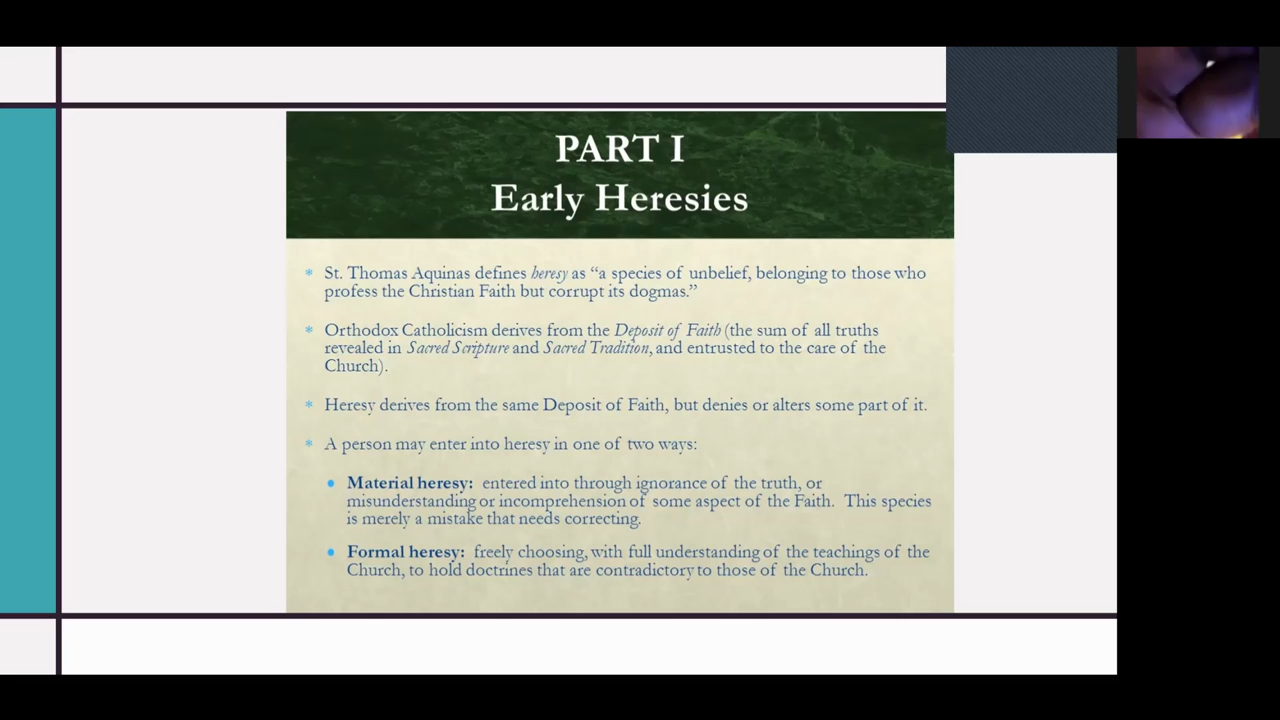 PART I
Early Heresies
* St. Thomas Aquinas defines heresy as “a species of unbelief, belonging to those who
profess the Christian Faith but corrupt its dogmas.”
* Orthodox Catholicism derives from the Deposit of Faith (the sum of all truths
revealed in Sacred Scripture and Sacred Tradition, and entrusted to the care of the
Church).
* Heresy derives from the same Deposit of Faith, but denies or alters some part of it.
* A person may enter into heresy in one of two ways:
• Material heresy: entered into through ignorance of the truth, or
misunderstanding or incomprehension of some aspect of the Faith. This species
is merely a mistake that needs correcting.
• Formal heresy: freely choosing, with full understanding of the teachings of the
Church, to hold doctrines that are contradictory to those of the Church.